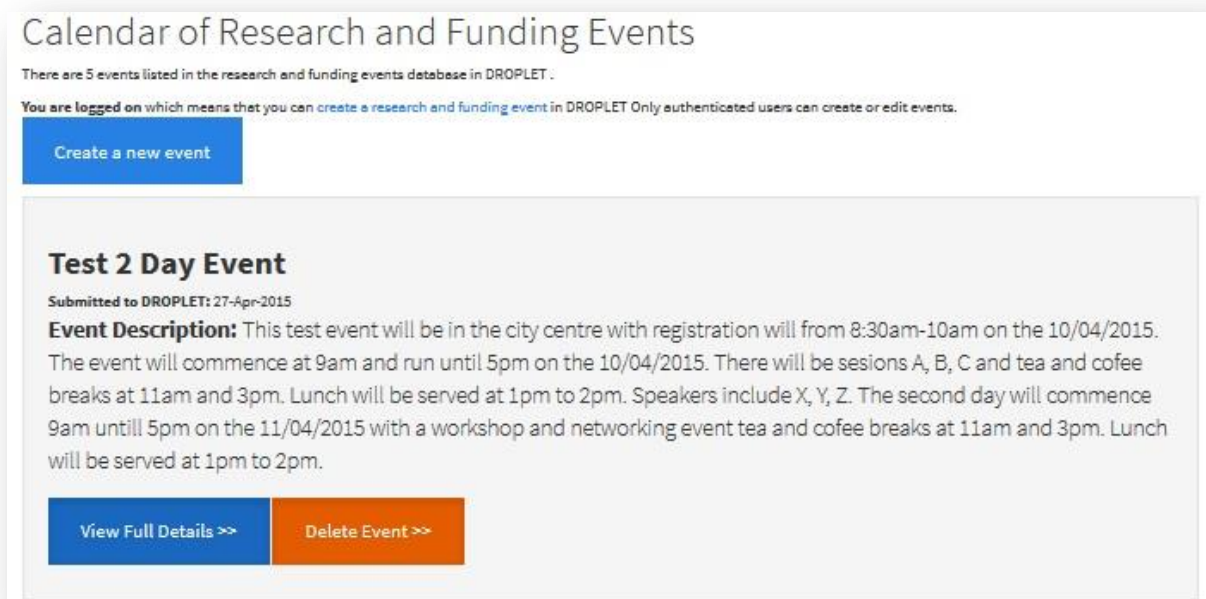 Calendar of Research and Funding Events
There are 5 events listed in the research and funding events database in DROPLET .
You are logged on which means that you can create a research and funding event in DROPLET Only authenticated users can create or edit events.
Create a new event
Test 2 Day Event
Submitted to DROPLET: 27-Apr-2015
Event Description: This test event will be in the city centre with registration will from 8:30am-10am on the 10/04/2015.
The event will commence at 9am and run until 5pm on the 10/04/2015. There will be sesions A, B, C and tea and cofee
breaks at 11am and 3pm. Lunch will be served at 1pm to 2pm. Speakers include X, Y, Z. The second day will commence
9am untill 5pm on the 11/04/2015 with a workshop and networking event tea and cofee breaks at 11am and 3pm. Lunch
will be served at 1pm to 2pm.
View Full Details >> Delete Event >>